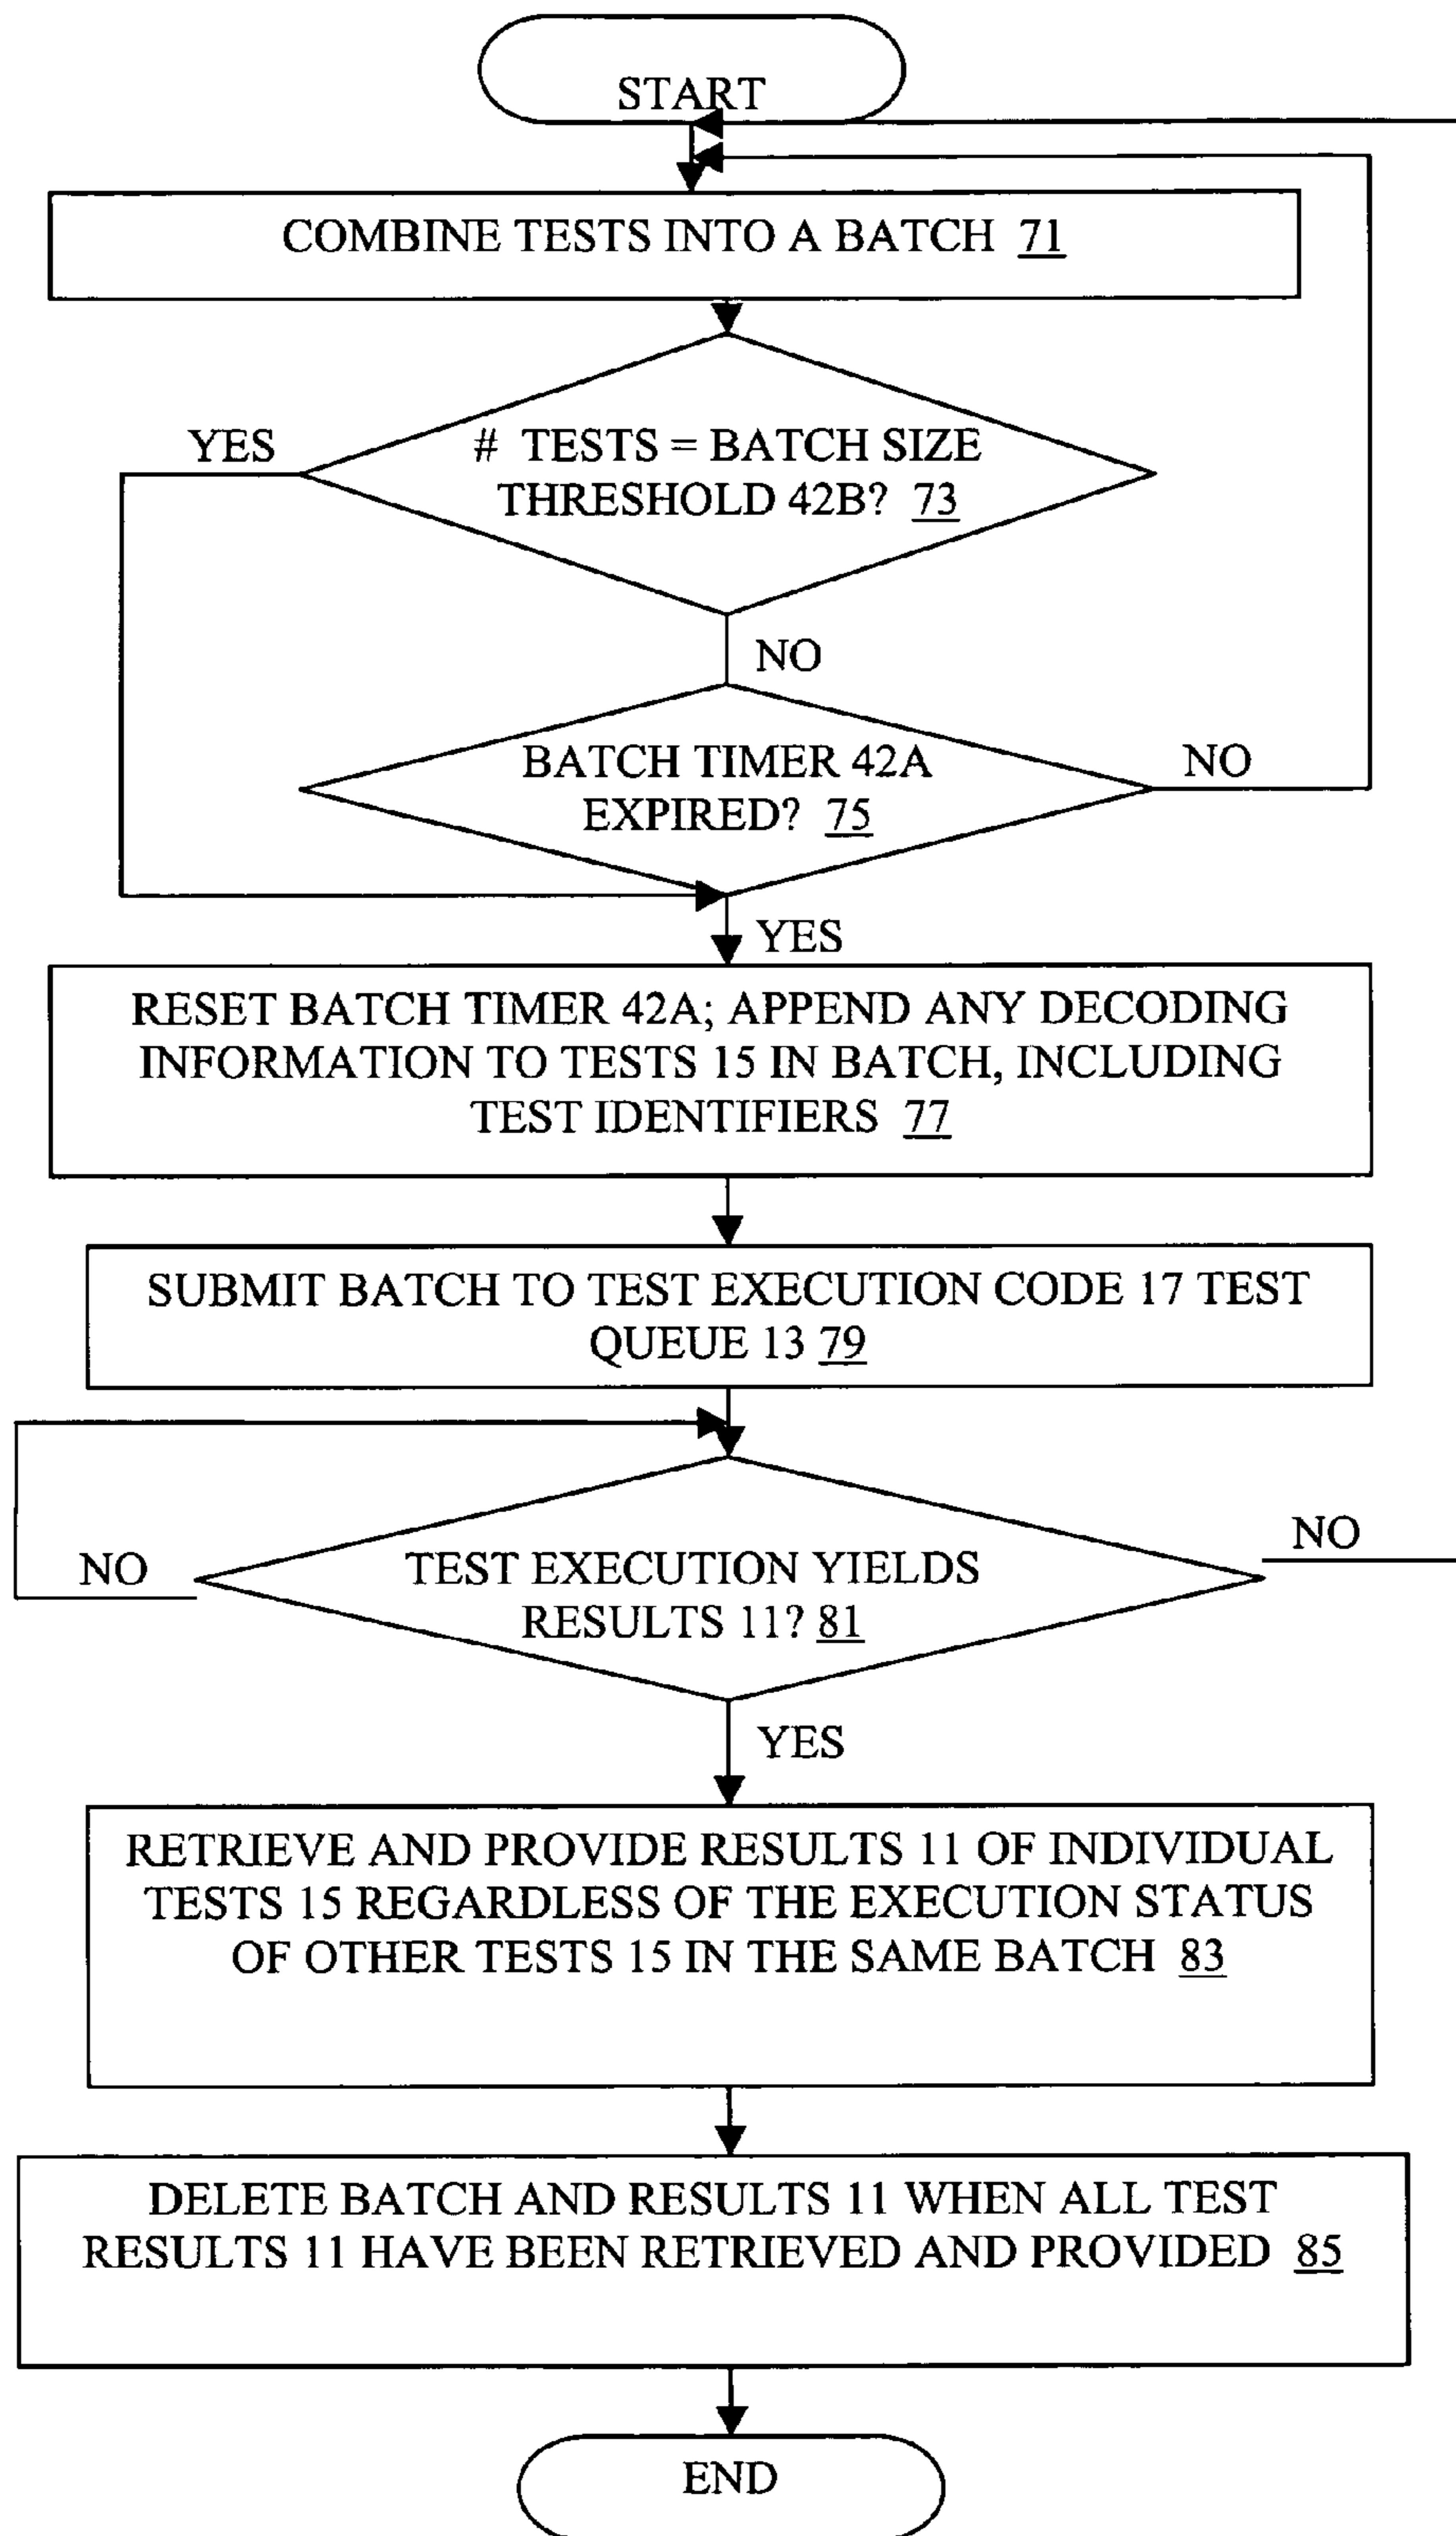 START
COMBINE TESTS INTO A BATCH 71
YES
# TESTS = BATCH SIZE
THRESHOLD 42B? 73
NO
BATCH TIMER 42A
EXPIRED? 75
NO
YES
RESET BATCH TIMER 42A; APPEND ANY DECODING
INFORMATION TO TESTS 15 IN BATCH, INCLUDING
TEST IDENTIFIERS 77
SUBMIT BATCH TO TEST EXECUTION CODE 17 TEST
QUEUE 13 79
NO
TEST EXECUTION YIELDS
RESULTS 11? 81
NO
YES
RETRIEVE AND PROVIDE RESULTS 11 OF INDIVIDUAL
TESTS 15 REGARDLESS OF THE EXECUTION STATUS
OF OTHER TESTS 15 IN THE SAME BATCH 83
DELETE BATCH AND RESULTS 11 WHEN ALL TEST
RESULTS 11 HAVE BEEN RETRIEVED AND PROVIDED 85
END